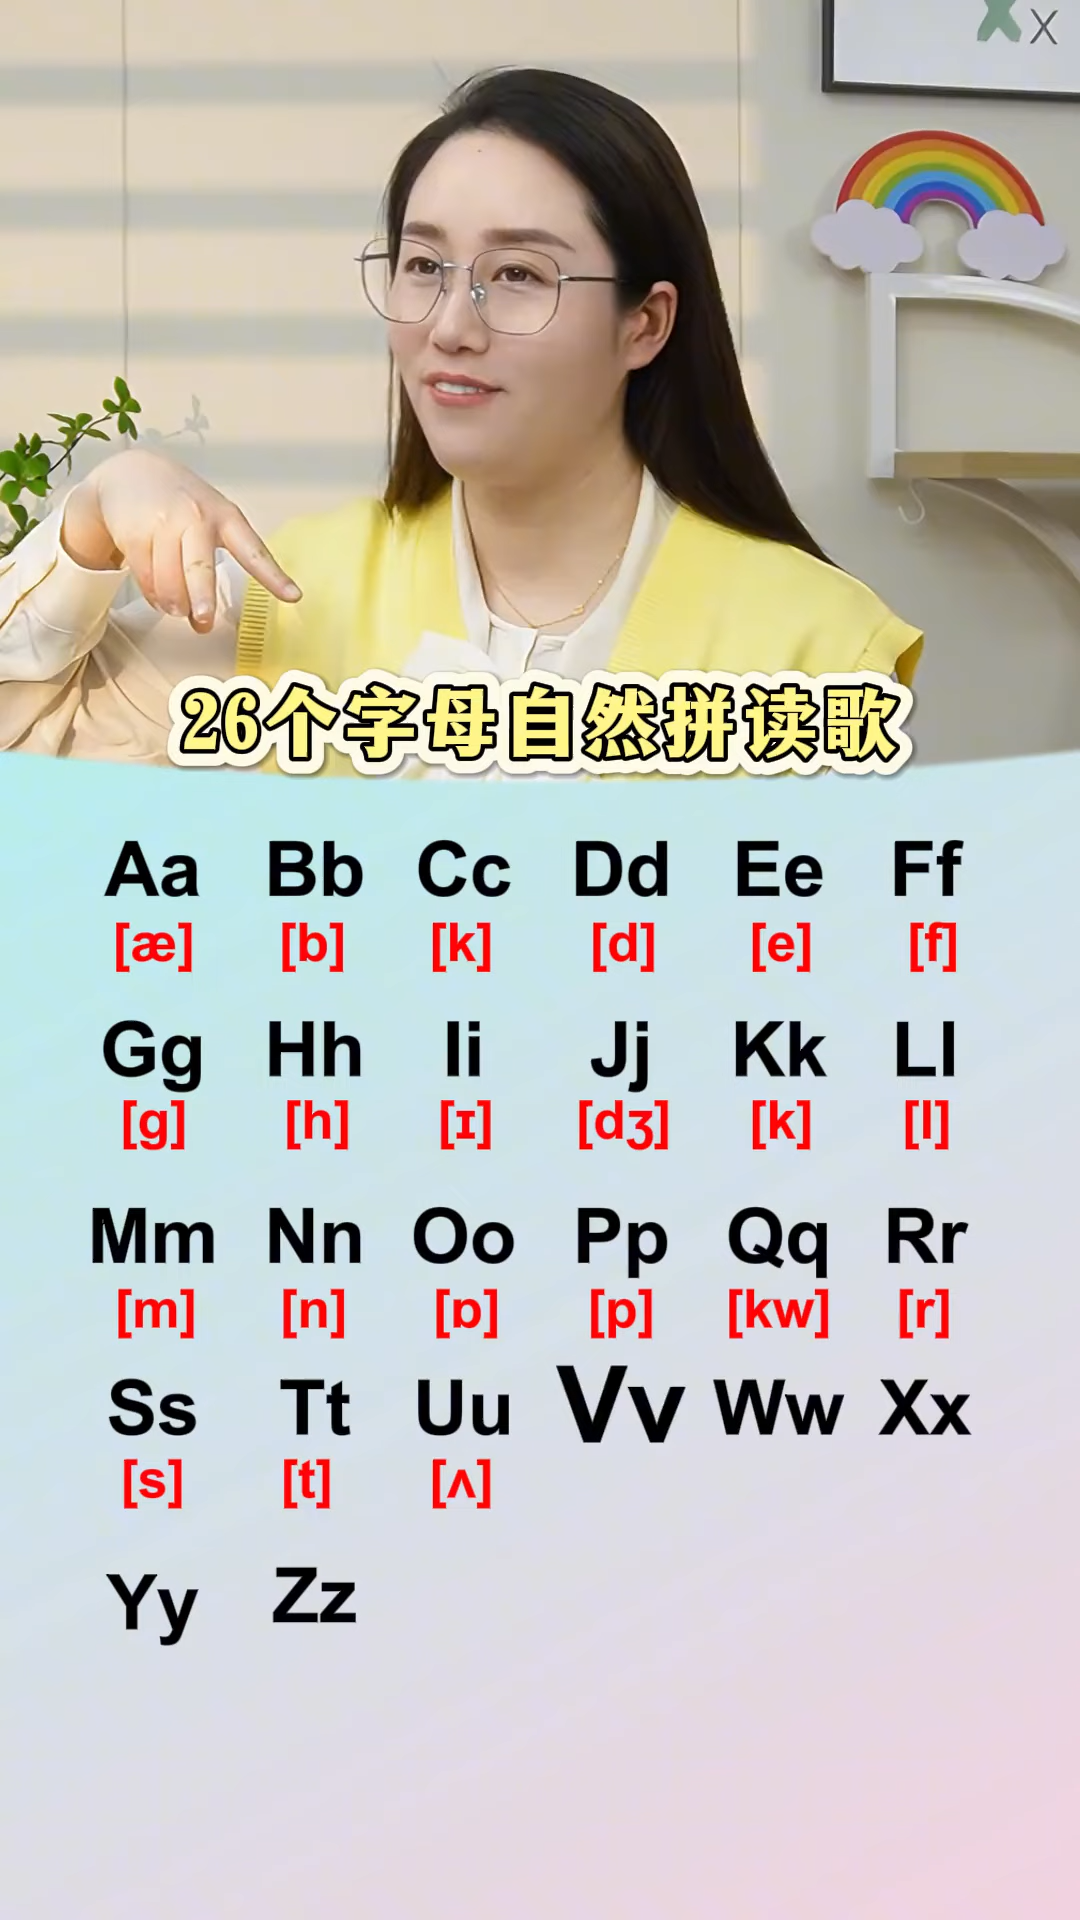 X X
26个字母自然拼读歌
Aa Bb Cc Dd Ee Ff
[æ] [b] [k] [d] [e] [f]
Gg Hh Ii Jj Kk Ll
[g] [h] [ɪ] [dʒ] [k] [l]
Mm Nn Oo Pp Qq Rr
[m] [n] [ɒ] [p] [kw] [r]
Ss Tt Uu Vv Ww Xx
[s] [t] [ʌ]
Yy Zz